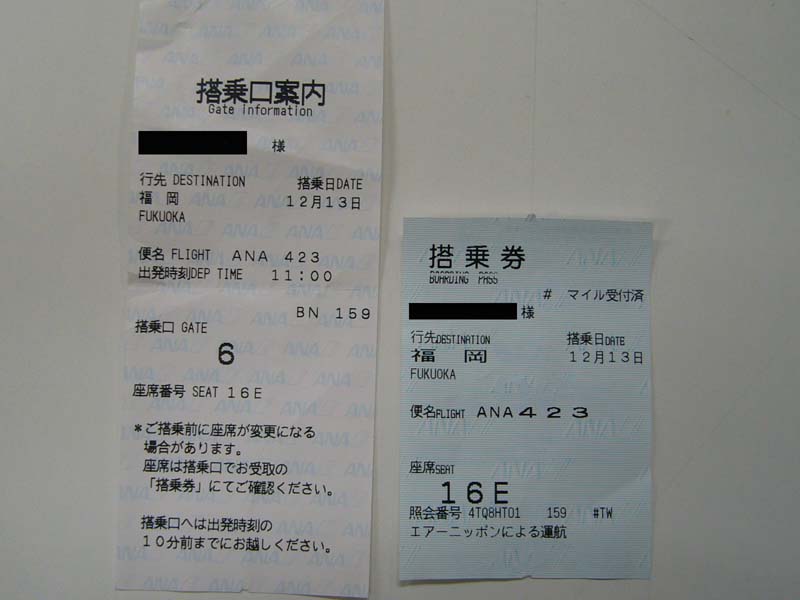 搭乗口案内
Gate Information
様
行先 DESTINATION 搭乗日DATE
福 岡 12月13日
FUKUOKA
便名 FLIGHT ANA 423
出発時刻DEP TIME 11:00
BN 159
搭乗口 GATE
6
座席番号 SEAT 16E
*ご搭乗前に座席が変更になる
場合があります。
座席は搭乗口でお受取の
「搭乗券」にてご確認ください。
搭乗口へは出発時刻の
10分前までにお越しください。
搭乗券
BOARDING PASS
# マイル受付済
様
行先DESTINATION 搭乗日DATE
福 岡 12月13日
FUKUOKA
便名FLIGHT ANA423
座席SEAT
16E
照会番号 4TQ8HT01 159 #TW
エアーニッポンによる運航